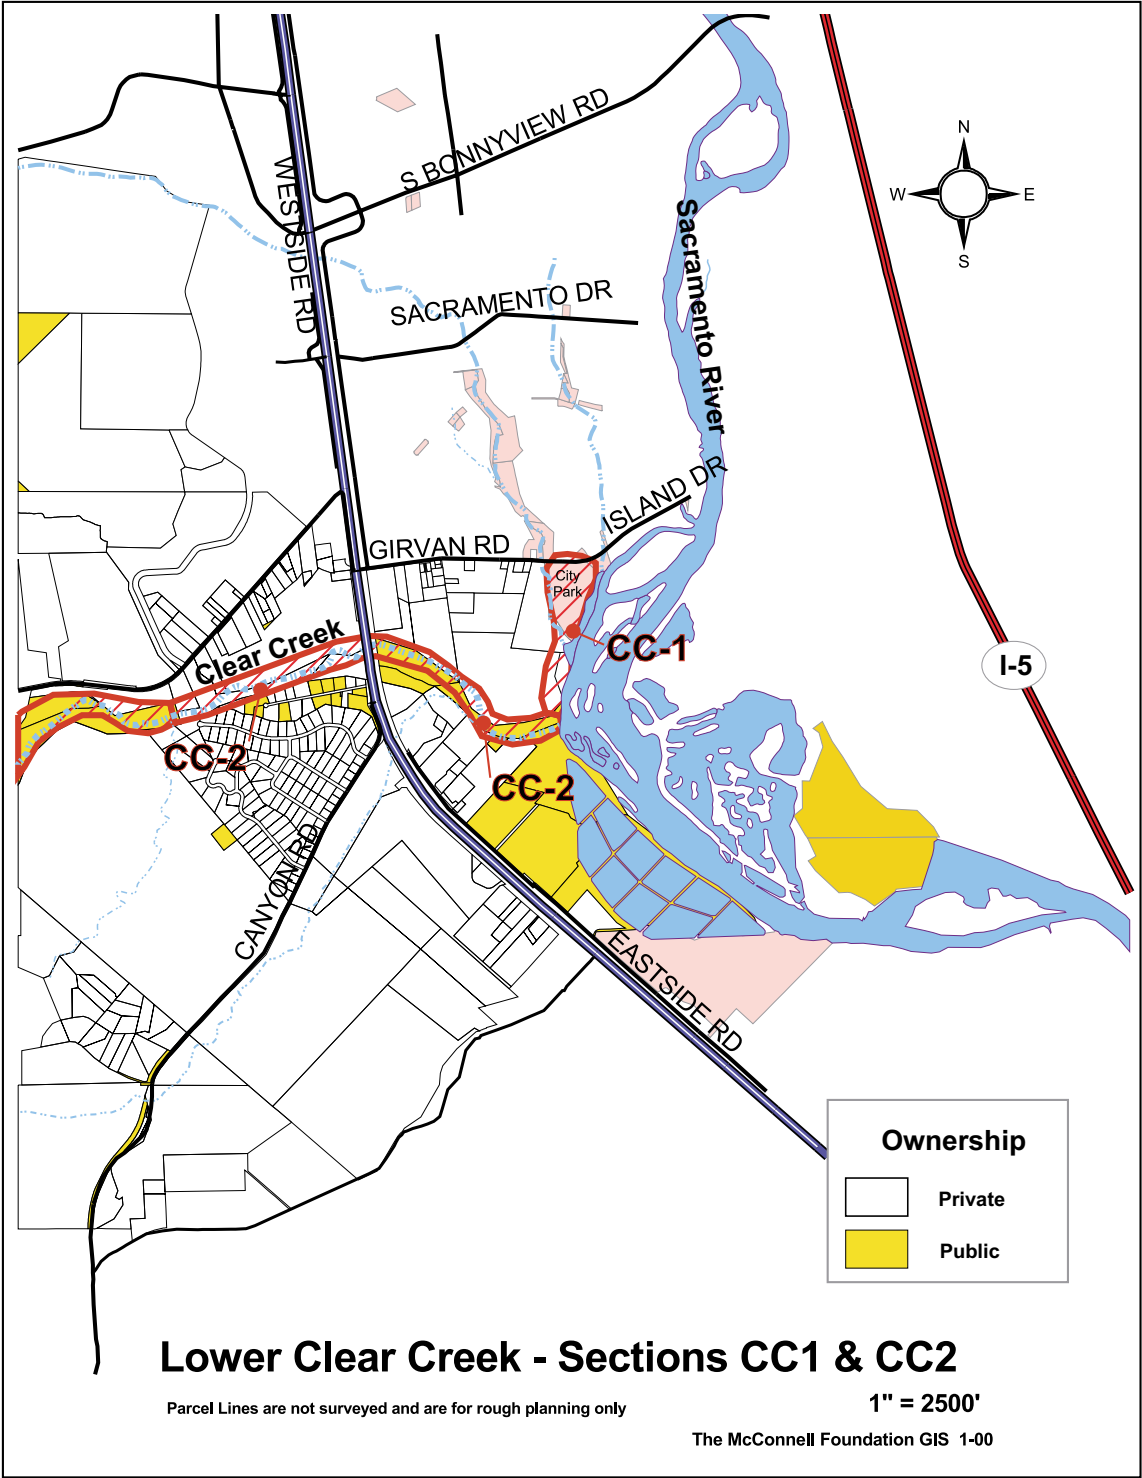 S BONNYVIEW RD
N
W
E
S
WESTSIDE RD
Sacramento River
SACRAMENTO DR
ISLAND DR
GIRVAN RD
City
Park
Clear Creek
CC-1
I-5
CC-2
CC-2
CANYON RD
EASTSIDE RD
Ownership
Private
Public
Lower Clear Creek - Sections CC1 & CC2
Parcel Lines are not surveyed and are for rough planning only
1" = 2500'
The McConnell Foundation GIS 1-00